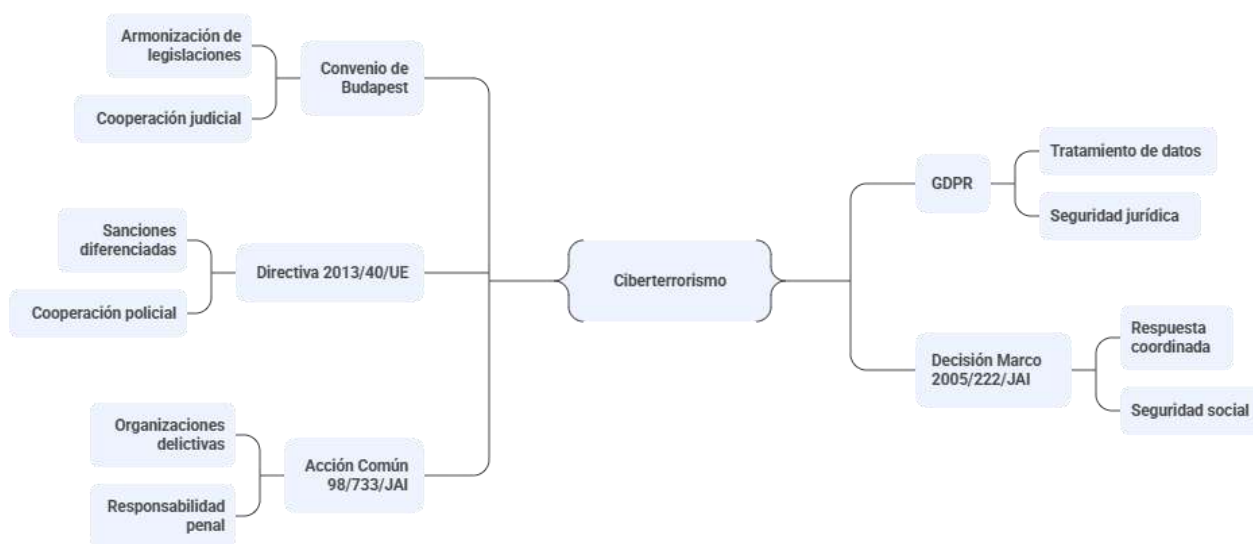 Armonización de
legislaciones
Cooperación judicial
Convenio de
Budapest
Sanciones
diferenciadas
Cooperación policial
Directiva 2013/40/UE
Organizaciones
delictivas
Responsabilidad
penal
Acción Común
98/733/JAI
Ciberterrorismo
GDPR
Tratamiento de datos
Seguridad jurídica
Decisión Marco
2005/222/JAI
Respuesta
coordinada
Seguridad social